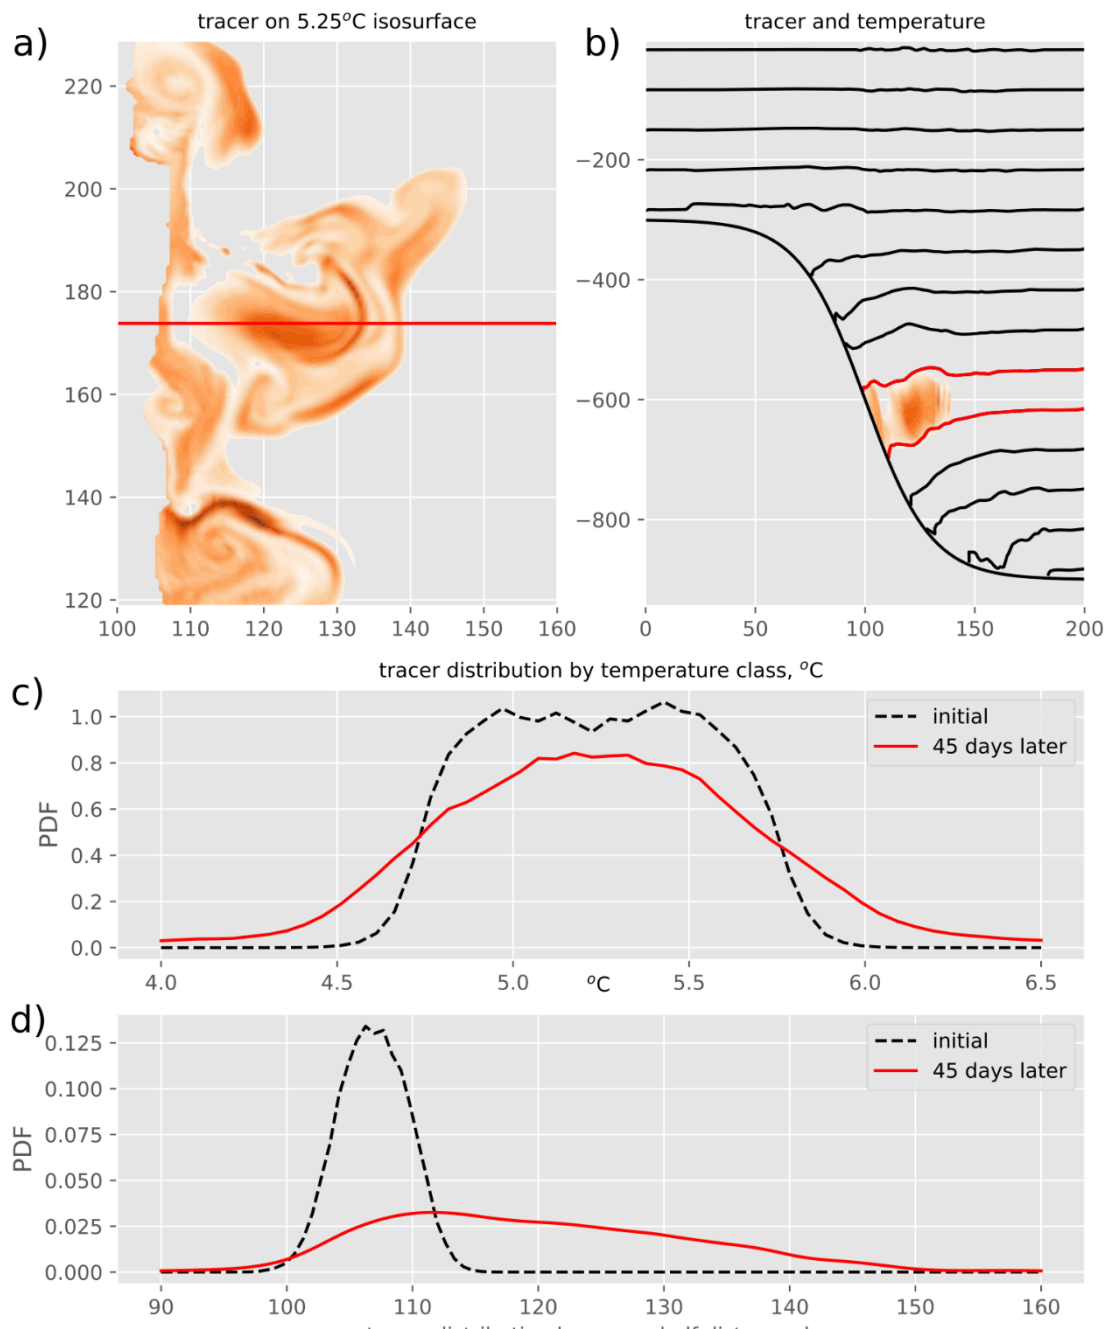 tracer on 5.25°C isosurface
a)
220
200
180
160
140
120
100 110 120 130 140 150 160
tracer and temperature
b)
−200
−400
−600
−800
0 50 100 150 200
tracer distribution by temperature class, °C
c)
1.0
0.8
0.6
0.4
0.2
0.0
PDF
initial
45 days later
4.0 4.5 5.0 5.5 6.0 6.5
°C
d)
0.125
0.100
0.075
0.050
0.025
0.000
PDF
initial
45 days later
90 100 110 120 130 140 150 160